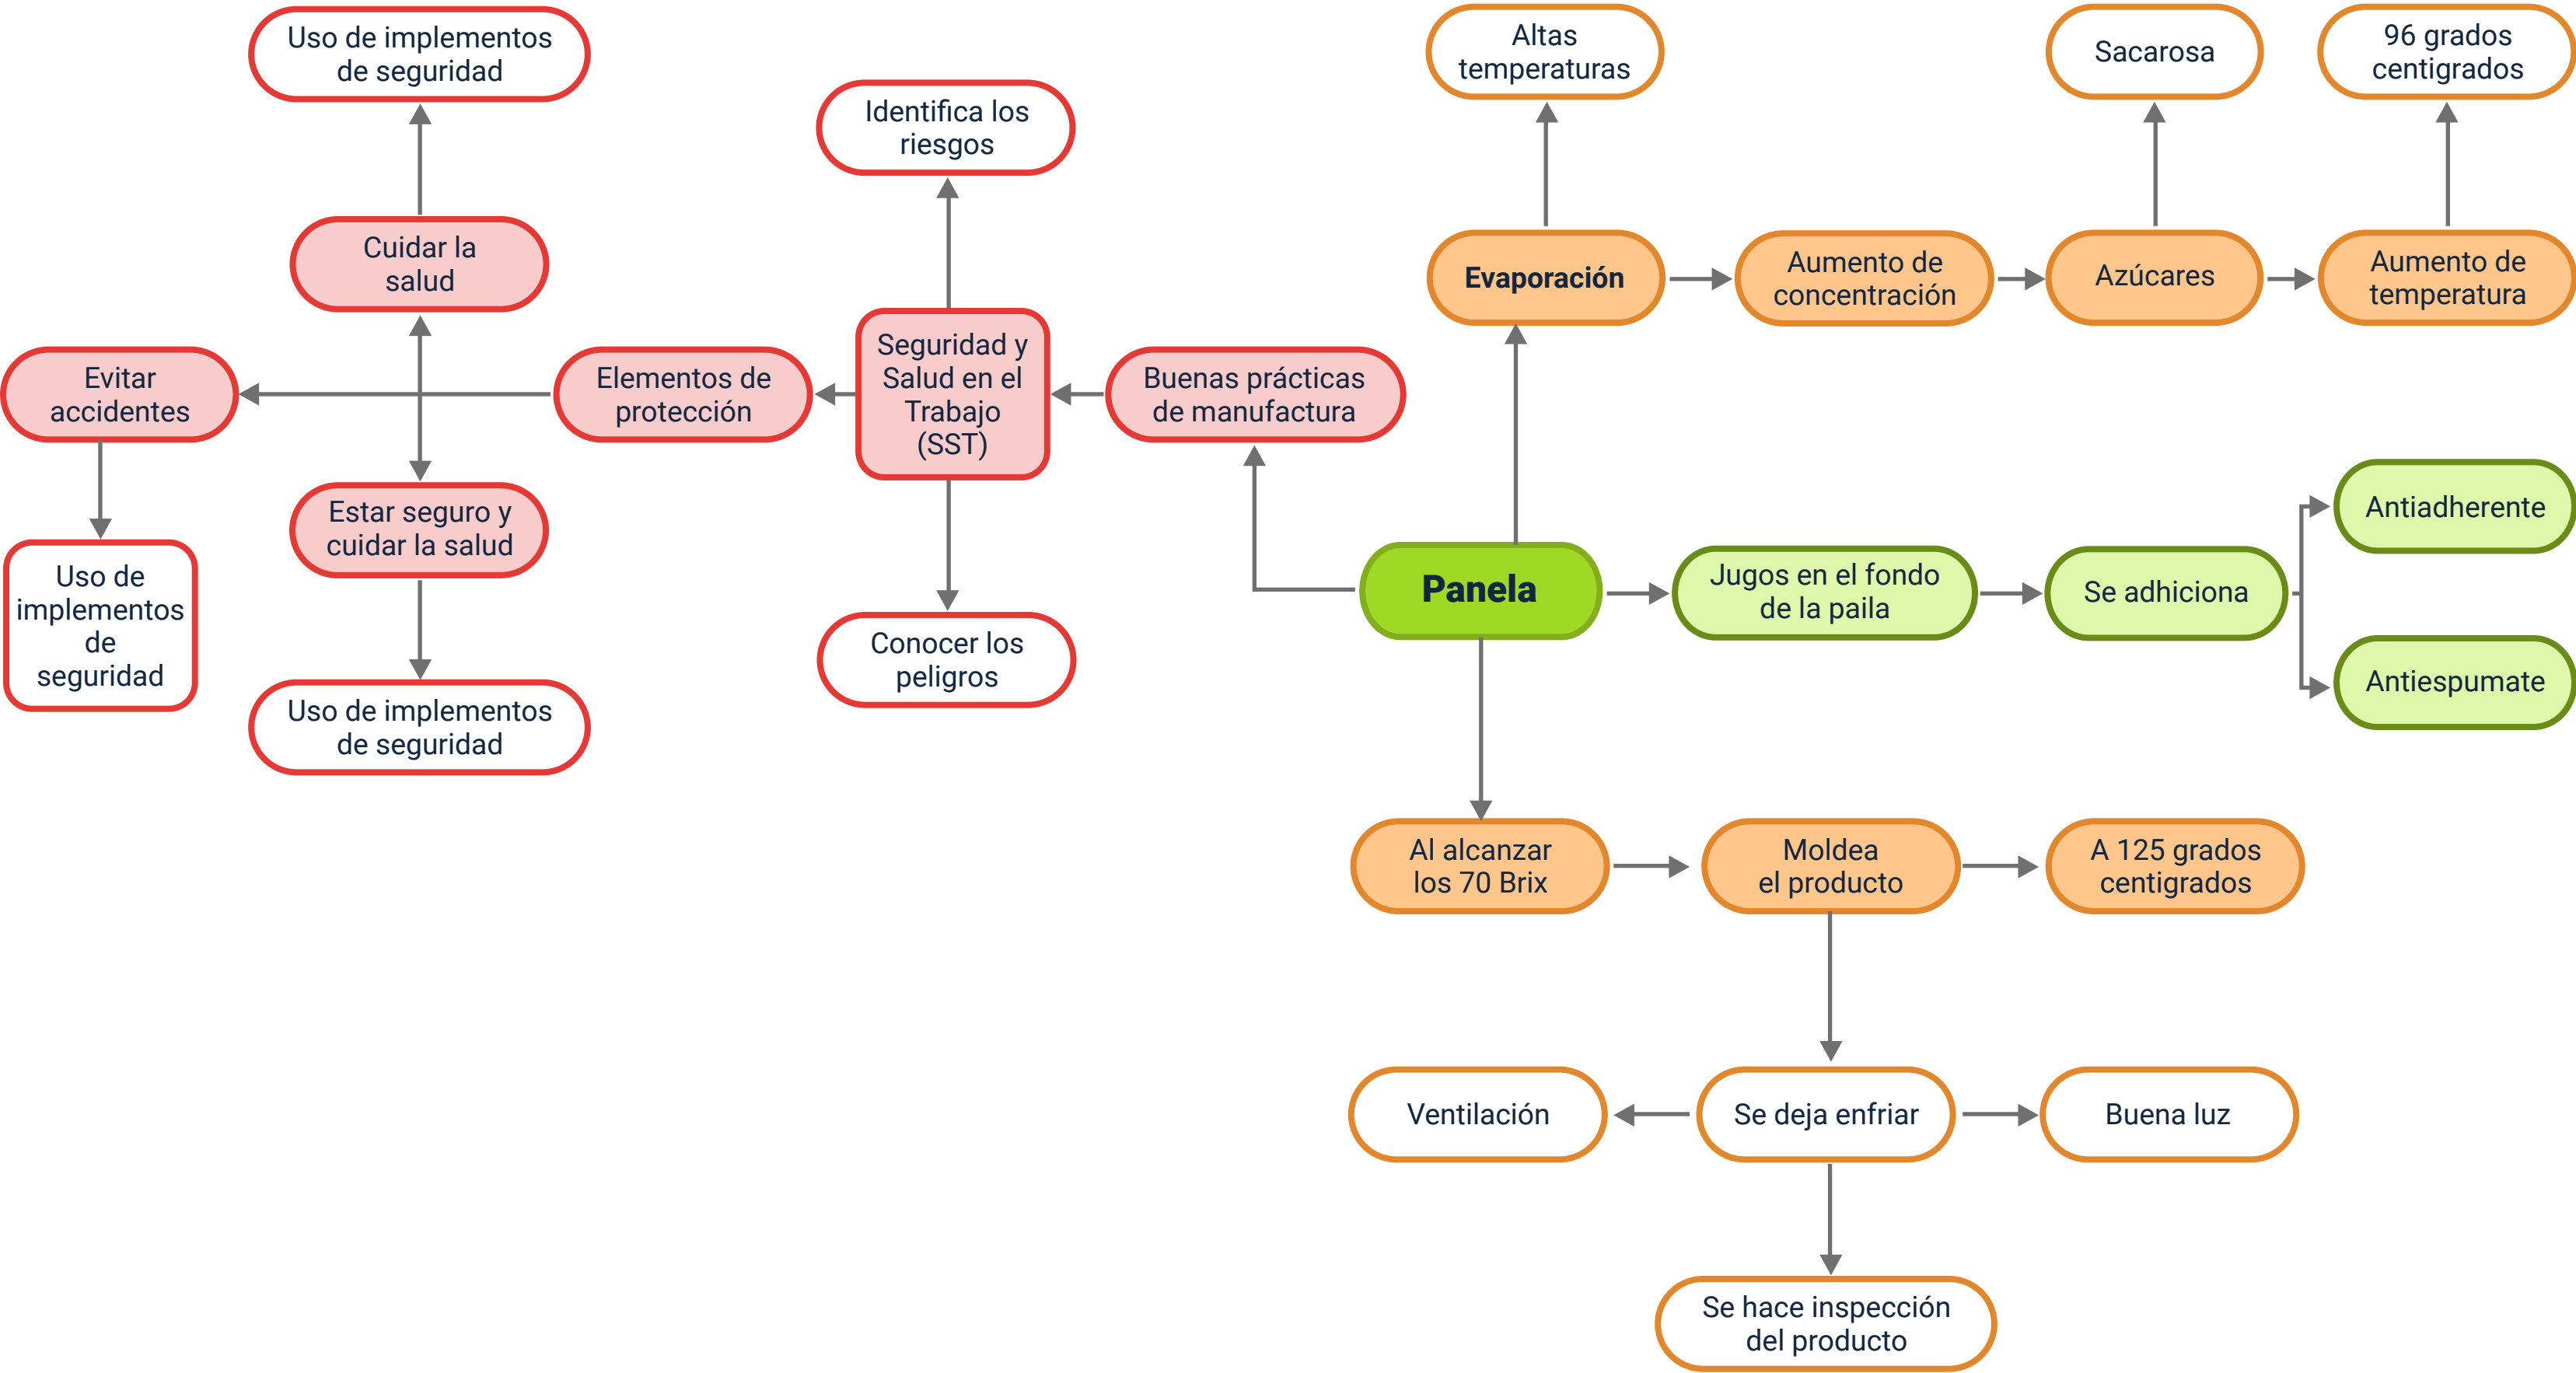 Uso de implementos
de seguridad
Cuidar la
salud
Evitar
accidentes
Uso de
implementos
de
seguridad
Estar seguro y
cuidar la salud
Uso de implementos
de seguridad
Elementos de
protección
Identifica los
riesgos
Seguridad y
Salud en el
Trabajo
(SST)
Conocer los
peligros
Buenas prácticas
de manufactura
Panela
Altas
temperaturas
Evaporación
Aumento de
concentración
Sacarosa
Azúcares
96 grados
centigrados
Aumento de
temperatura
Jugos en el fondo
de la paila
Se adhiciona
Antiadherente
Antiespumate
Al alcanzar
los 70 Brix
Moldea
el producto
A 125 grados
centigrados
Ventilación
Se deja enfriar
Buena luz
Se hace inspección
del producto